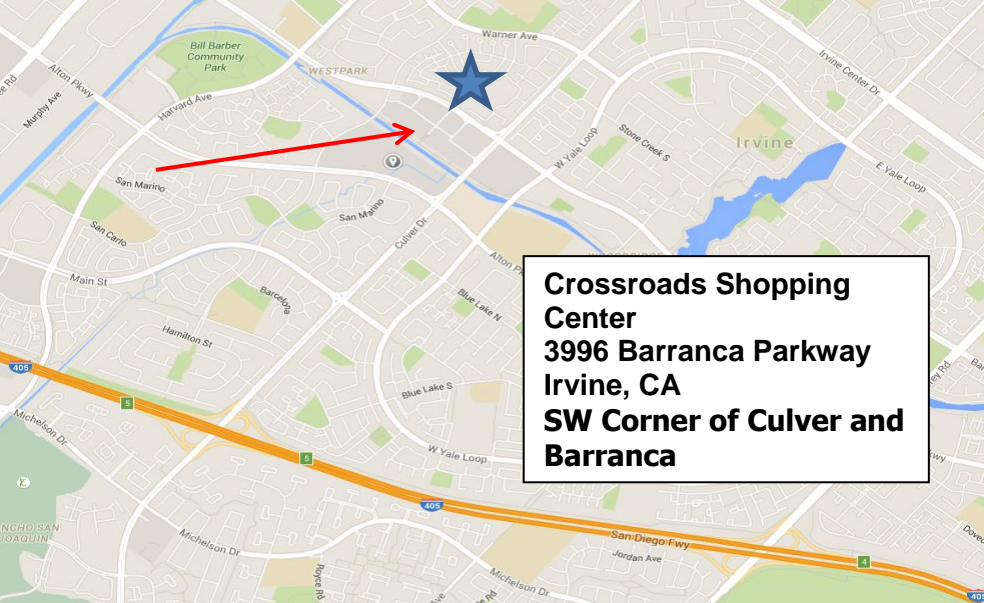 Warner Ave
Bill Barber
Community
Park
WESTPARK
Irvine Center Dr
Alton Pkwy
Murphy Ave
Harvard Ave
Stone Creek S
Irvine
W Yale Loop
E Yale Loop
San Marino
San Marino
San Carlo
Culver Dr
Main St
Barcelona
Blue Lake N
Hamilton St
Crossroads Shopping
Center
3996 Barranca Parkway
Irvine, CA
SW Corner of Culver and
Barranca
405
5
Blue Lake S
Michelson Dr
W Yale Loop
5
405
San Diego Fwy
Jordan Ave
Michelson Dr
Royce Rd
Michelson Dr
4
405